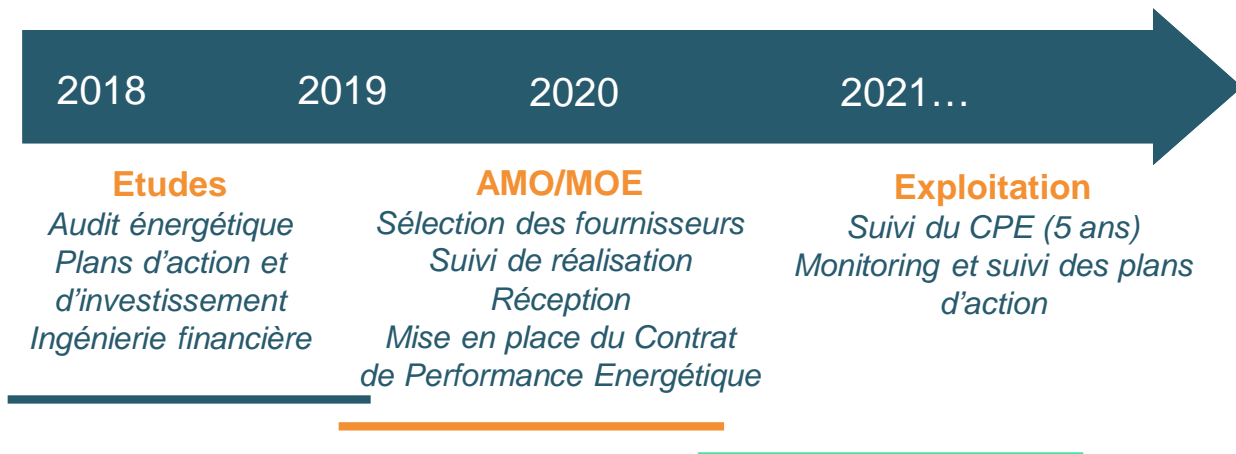 2018 2019 2020 2021…
Etudes
Audit énergétique
Plans d’action et
d’investissement
Ingénierie financière
AMO/MOE
Sélection des fournisseurs
Suivi de réalisation
Réception
Mise en place du Contrat
de Performance Energétique
Exploitation
Suivi du CPE (5 ans)
Monitoring et suivi des plans
d’action